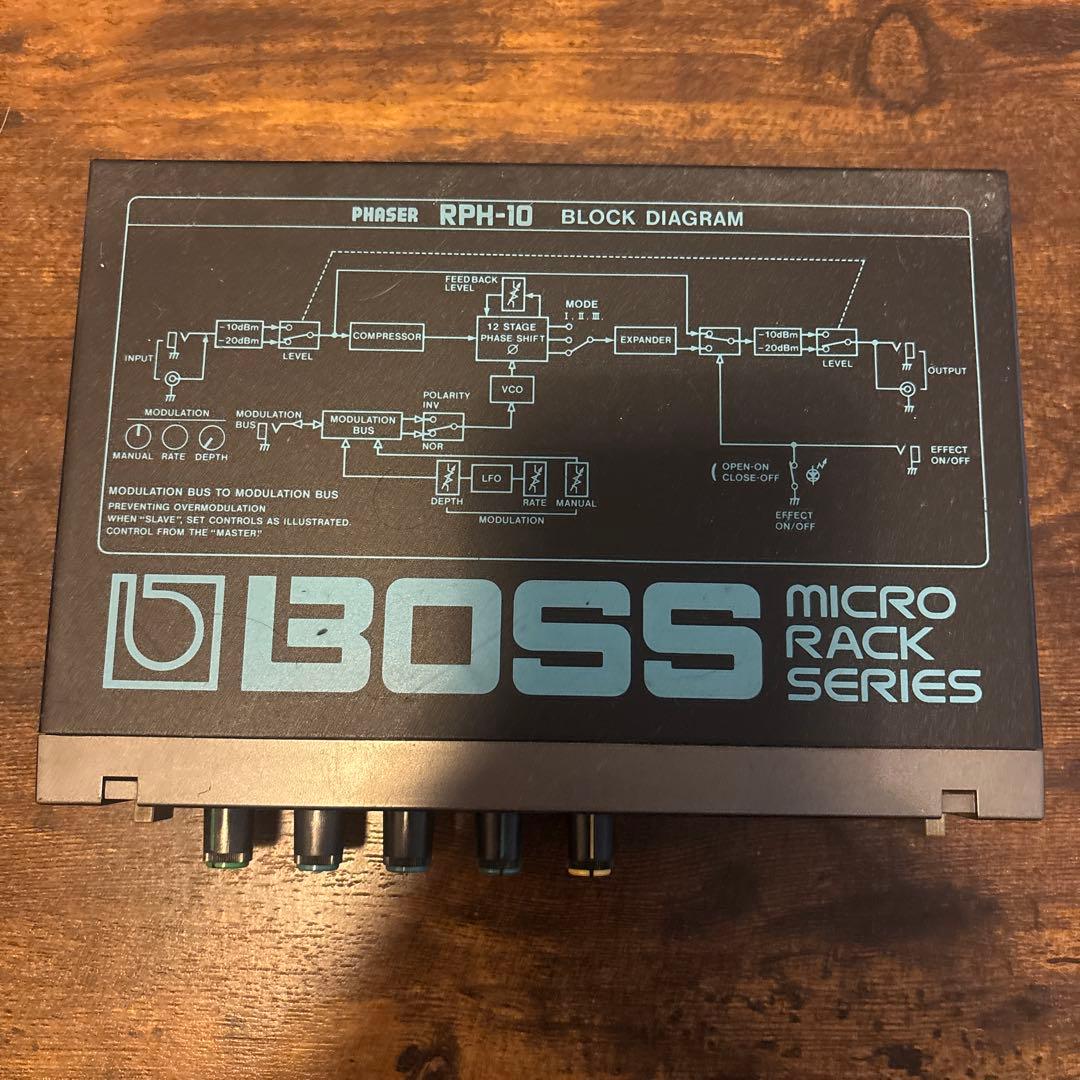 PHASER RPH-10 BLOCK DIAGRAM
FEEDBACK
LEVEL
MODE
I. II. III.
-10dBm
-20dBm
LEVEL
COMPRESSOR
12 STAGE
PHASE SHIFT
Ø
EXPANDER
-10dBm
-20dBm
LEVEL
INPUT
OUTPUT
VCO
POLARITY
INV
NOR
MODULATION
MANUAL RATE DEPTH
MODULATION
BUS
MODULATION
BUS
EFFECT
ON/OFF
( OPEN-ON
CLOSE-OFF
EFFECT
ON/OFF
LFO
DEPTH
RATE
MANUAL
MODULATION
MODULATION BUS TO MODULATION BUS
PREVENTING OVERMODULATION
WHEN "SLAVE", SET CONTROLS AS ILLUSTRATED.
CONTROL FROM THE "MASTER."
BOSS
MICRO
RACK
SERIES